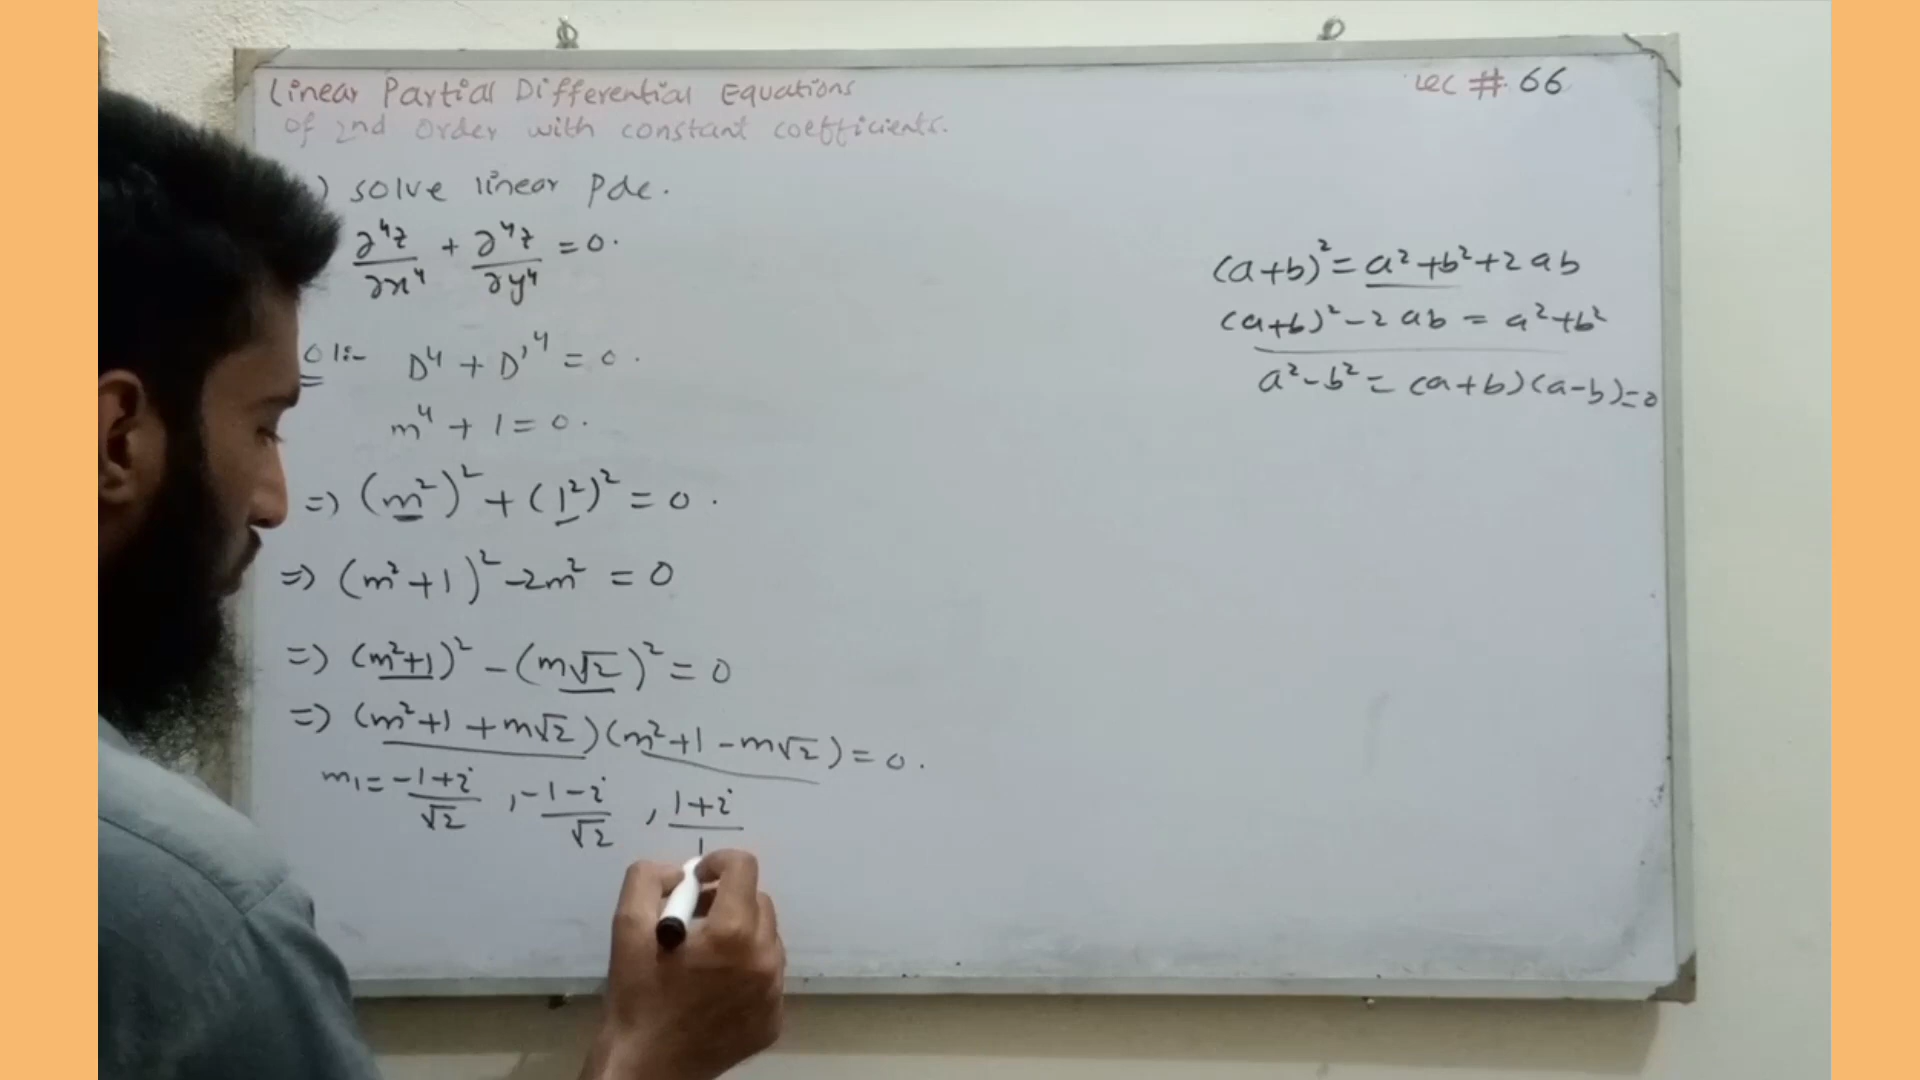 Linear Partial Differential Equations
of 2nd Order with constant coefficients.
Lec # 66
) solve linear Pde.
∂⁴z/∂x⁴ + ∂⁴z/∂y⁴ = 0.
ol:- D⁴ + D'⁴ = 0.
m⁴ + 1 = 0.
=> (m²)² + (1²)² = 0.
=> (m²+1)² - 2m² = 0
=> (m²+1)² - (m√2)² = 0
=> (m²+1+m√2)(m²+1-m√2) = 0.
m₁ = -1+i/√2, -1-i/√2, 1+i/
(a+b)² = a²+b²+2ab
(a+b)²-2ab = a²+b²
a²-b² = (a+b)(a-b)=0